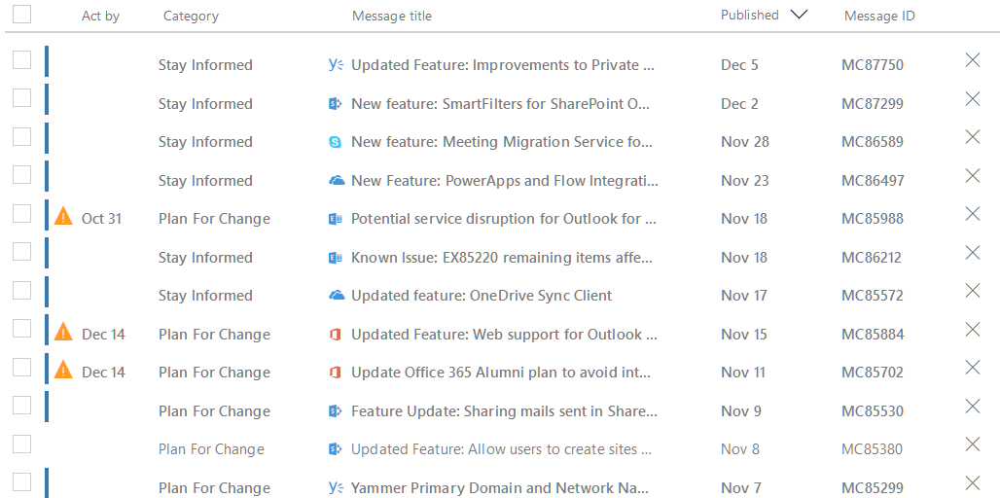 Act by Category Message title Published Message ID
Stay Informed Updated Feature: Improvements to Private ... Dec 5 MC87750
Stay Informed New feature: SmartFilters for SharePoint O... Dec 2 MC87299
Stay Informed New feature: Meeting Migration Service fo... Nov 28 MC86589
Stay Informed New Feature: PowerApps and Flow Integrati... Nov 23 MC86497
Oct 31 Plan For Change Potential service disruption for Outlook for ... Nov 18 MC85988
Stay Informed Known Issue: EX85220 remaining items affe... Nov 18 MC86212
Stay Informed Updated feature: OneDrive Sync Client Nov 17 MC85572
Dec 14 Plan For Change Updated Feature: Web support for Outlook ... Nov 15 MC85884
Dec 14 Plan For Change Update Office 365 Alumni plan to avoid int... Nov 11 MC85702
Plan For Change Feature Update: Sharing mails sent in Share... Nov 9 MC85530
Plan For Change Updated Feature: Allow users to create sites ... Nov 8 MC85380
Plan For Change Yammer Primary Domain and Network Na... Nov 7 MC85299